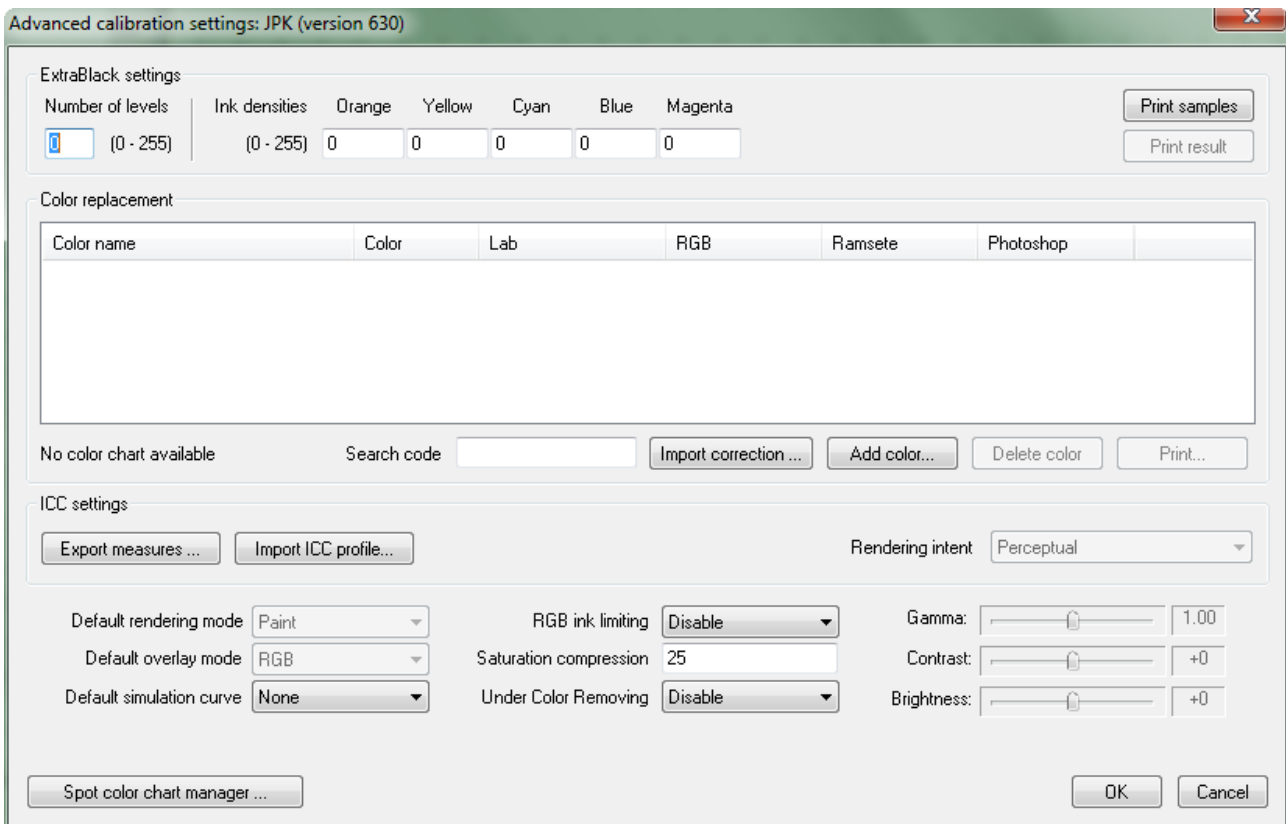 Advanced calibration settings: JPK (version 630)
x
ExtraBlack settings
Number of levels Ink densities Orange Yellow Cyan Blue Magenta Print samples
0 (0 - 255) (0 - 255) 0 0 0 0 0 Print result
Color replacement
Color name Color Lab RGB Ramsete Photoshop
No color chart available Search code Import correction ... Add color... Delete color Print...
ICC settings
Export measures ... Import ICC profile... Rendering intent Perceptual
Default rendering mode Paint RGB ink limiting Disable Gamma: 1.00
Default overlay mode RGB Saturation compression 25 Contrast: +0
Default simulation curve None Under Color Removing Disable Brightness: +0
Spot color chart manager ... OK Cancel